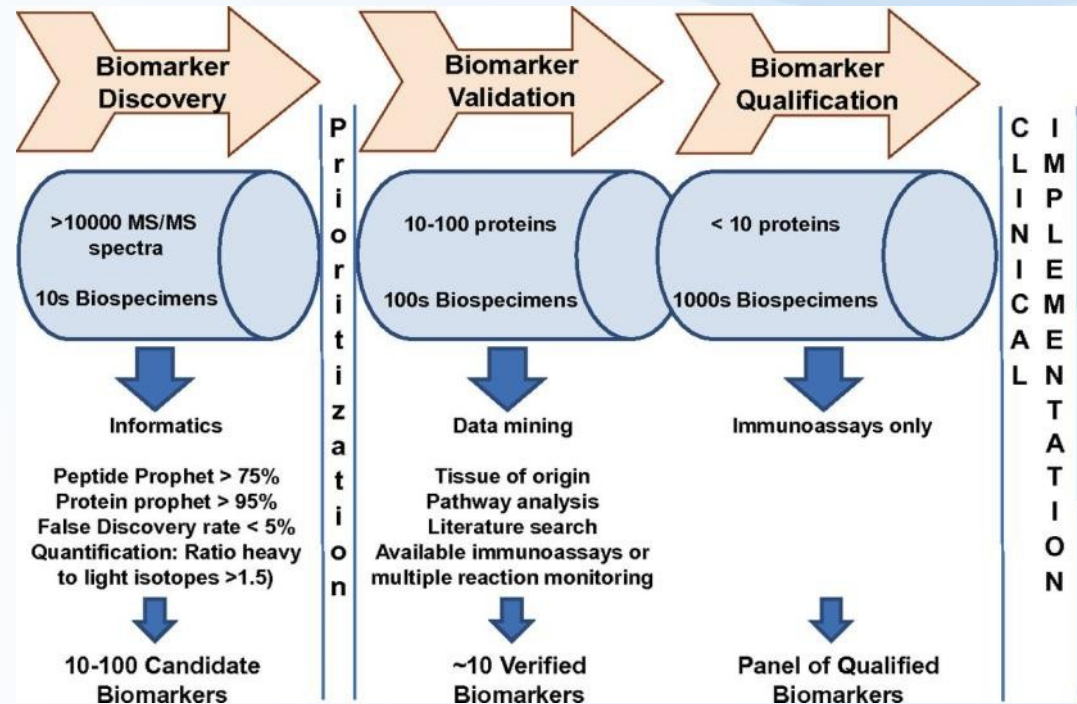 Biomarker
Discovery
>10000 MS/MS
spectra
10s Biospecimens
Informatics
Peptide Prophet > 75%
Protein prophet > 95%
False Discovery rate < 5%
Quantification: Ratio heavy
to light isotopes >1.5)
10-100 Candidate
Biomarkers
Prioritization
Biomarker
Validation
10-100 proteins
100s Biospecimens
Data mining
Tissue of origin
Pathway analysis
Literature search
Available immunoassays or
multiple reaction monitoring
~10 Verified
Biomarkers
Biomarker
Qualification
< 10 proteins
1000s Biospecimens
Immunoassays only
Panel of Qualified
Biomarkers
CLINICAL
IMPLEMENTATION